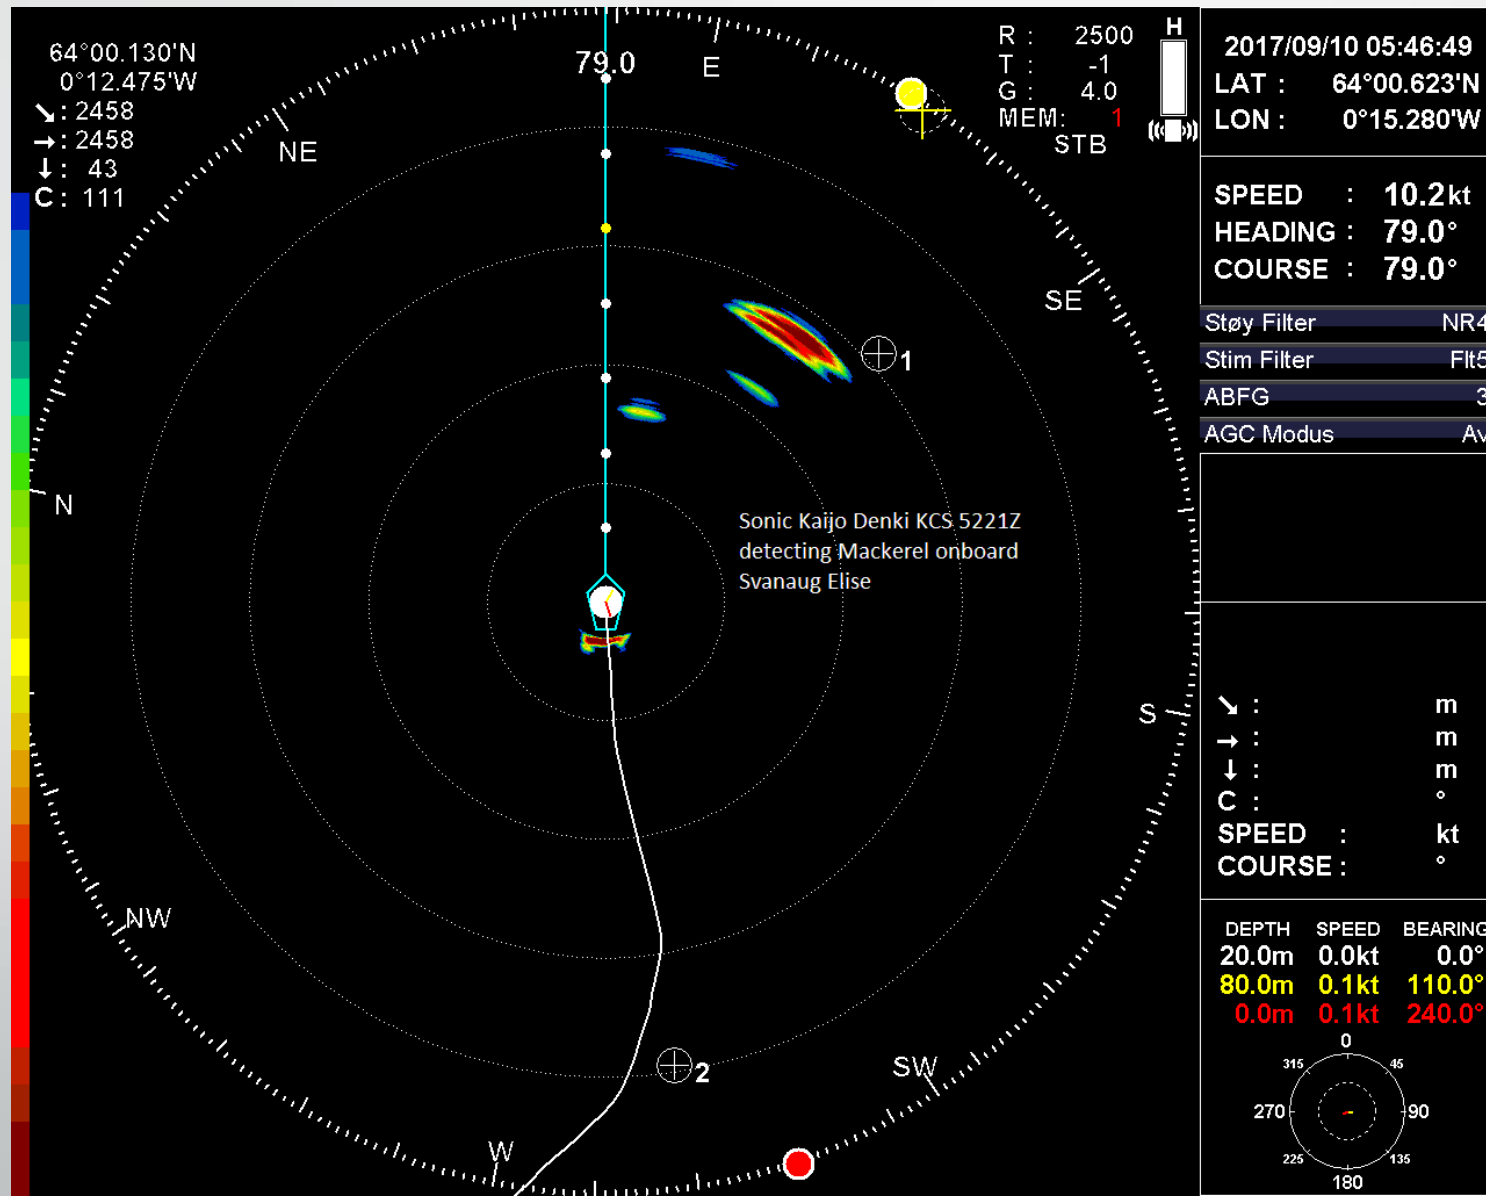 64°00.130'N
0°12.475'W
↘: 2458
→: 2458
↓: 43
C: 111
79.0
E
NE
SE
N
S
NW
SW
W
R : 2500
T : -1
G : 4.0
MEM: 1
STB
H
1
2
Sonic Kaijo Denki KCS 5221Z
detecting Mackerel onboard
Svanaug Elise
2017/09/10 05:46:49
LAT : 64°00.623'N
LON : 0°15.280'W
SPEED : 10.2kt
HEADING : 79.0°
COURSE : 79.0°
Støy Filter NR4
Stim Filter Flt5
ABFG 3
AGC Modus Av
↘ : m
→ : m
↓ : m
C : °
SPEED : kt
COURSE : °
DEPTH SPEED BEARING
20.0m 0.0kt 0.0°
80.0m 0.1kt 110.0°
0.0m 0.1kt 240.0°
0
315 45
270 90
225 135
180